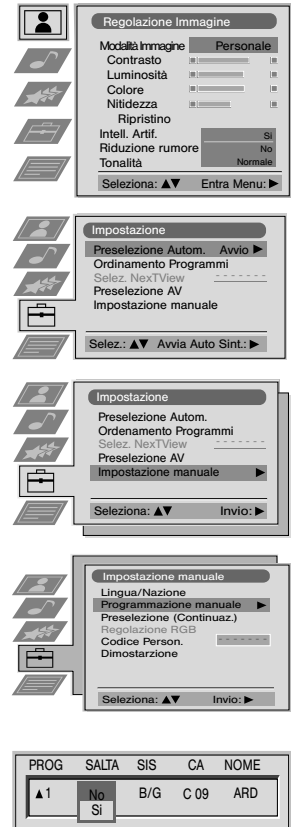 Regolazione Immagine
Modalità Immagine Personale
Contrasto
Luminosità
Colore
Nitidezza
Ripristino
Intell. Artif. Si
Riduzione rumore No
Tonalità Normale
Seleziona: ▲▼ Entra Menu: ▶
Impostazione
Preselezione Autom. Avvio ▶
Ordinamento Programmi
Selez. NexTView - - - - - - -
Preselezione AV
Impostazione manuale
Selez.: ▲▼ Avvia Auto Sint.: ▶
Impostazione
Preselezione Autom.
Ordenamento Programmi
Selez. NexTView - - - - - - -
Preselezione AV
Impostazione manuale ▶
Seleziona: ▲▼ Invio: ▶
Impostazione manuale
Lingua/Nazione
Programmazione manuale ▶
Preselezione (Continuaz.)
Regolazione RGB
Codice Person. - - - - - - -
Dimostarzione
Seleziona: ▲▼ Invio: ▶
PROG SALTA SIS CA NOME
▲1 No B/G C 09 ARD
Si